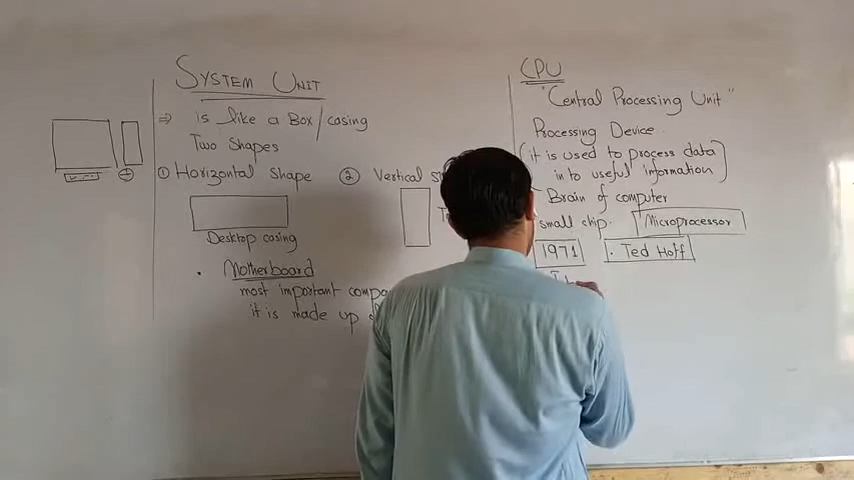 SYSTEM UNIT
⇒ is like a Box/casing
Two Shapes
① Horizontal Shape ② Vertical
Desktop casing
. Motherboard
most important
it is made up
CPU
"Central Processing Unit"
Processing Device.
(it is used to process data
in to useful information)
Brain of computer
small chip. Microprocessor
1971 . Ted Hoff